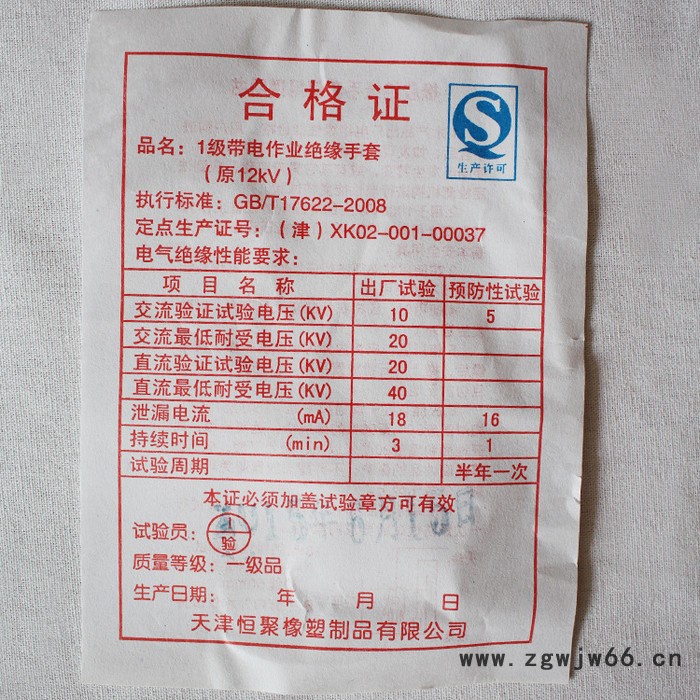 合格证
生产许可
品名：1级带电作业绝缘手套
（原12kV）
执行标准：GB/T17622-2008
定点生产证号：（津）XK02-001-00037
电气绝缘性能要求：
项目名称 出厂试验 预防性试验
交流验证试验电压(KV) 10 5
交流最低耐受电压(KV) 20
直流验证试验电压(KV) 20
直流最低耐受电压(KV) 40
泄漏电流 (mA) 18 16
持续时间 (min) 3 1
试验周期 半年一次
本证必须加盖试验章方可有效
试验员：
验
质量等级：一级品
生产日期： 年 月 日
天津恒聚橡塑制品有限公司
www.zgwjw66.cn